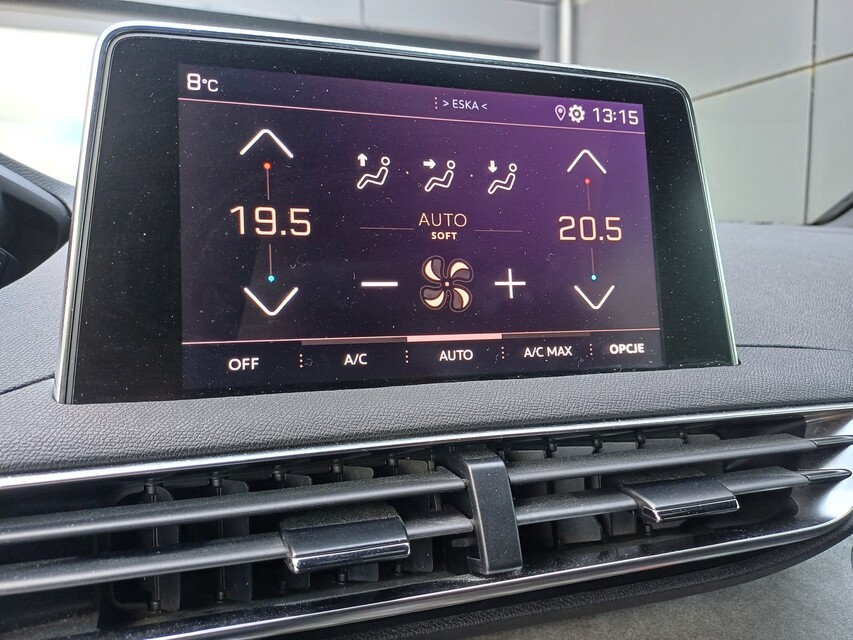 8°C
> ESKA <
13:15
19.5
AUTO
SOFT
20.5
OFF
A/C
AUTO
A/C MAX
OPCJE